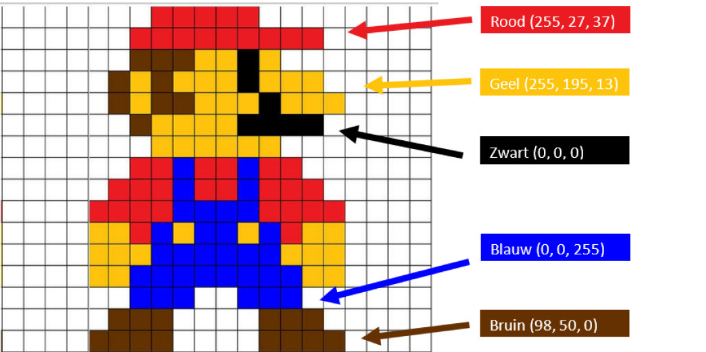 Rood (255, 27, 37)
Geel (255, 195, 13)
Zwart (0, 0, 0)
Blauw (0, 0, 255)
Bruin (98, 50, 0)